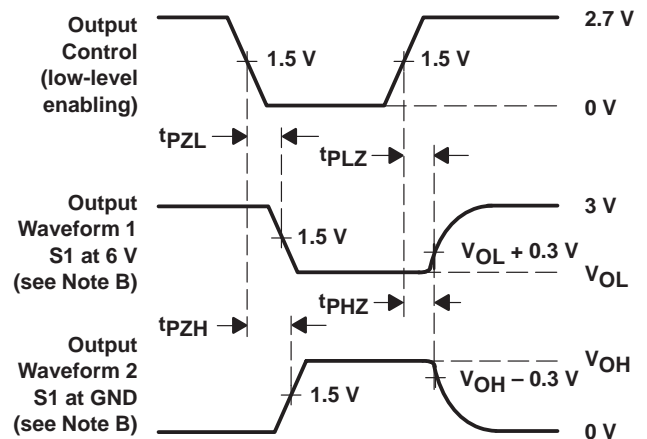 Output
Control
(low-level
enabling)
2.7 V
1.5 V
1.5 V
0 V
tPZL
tPLZ
Output
Waveform 1
S1 at 6 V
(see Note B)
3 V
1.5 V
VOL + 0.3 V
VOL
tPZH
tPHZ
Output
Waveform 2
S1 at GND
(see Note B)
VOH
1.5 V
VOH – 0.3 V
0 V